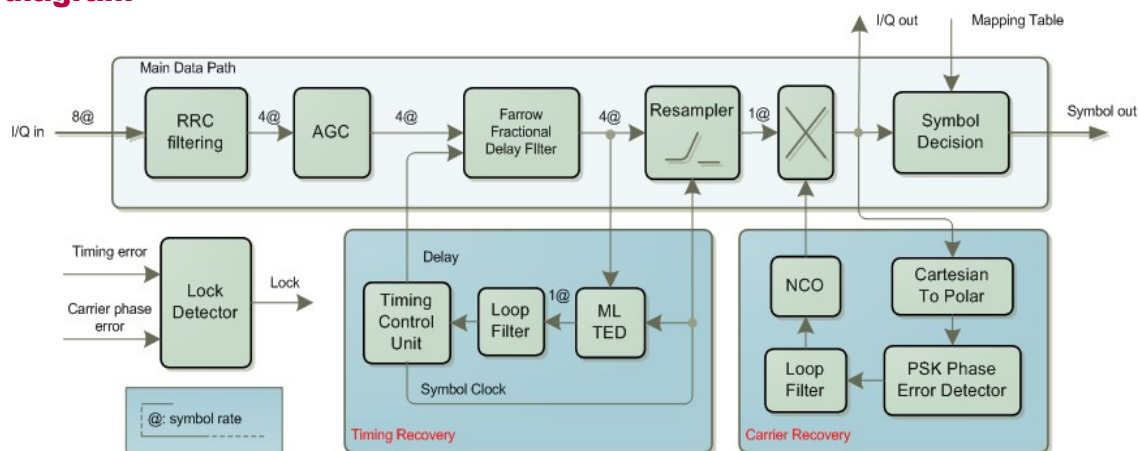 diagram
I/Q out
Mapping Table
Main Data Path
I/Q in
8@
RRC
filtering
4@
AGC
4@
Farrow
Fractional
Delay FIlter
4@
Resampler
1@
Symbol
Decision
Symbol out
Timing error
Carrier phase
error
Lock
Detector
Lock
Delay
Timing
Control
Unit
Loop
Filter
1@
ML
TED
Symbol Clock
Timing Recovery
NCO
Cartesian
To Polar
Loop
Filter
PSK Phase
Error Detector
Carrier Recovery
@: symbol rate